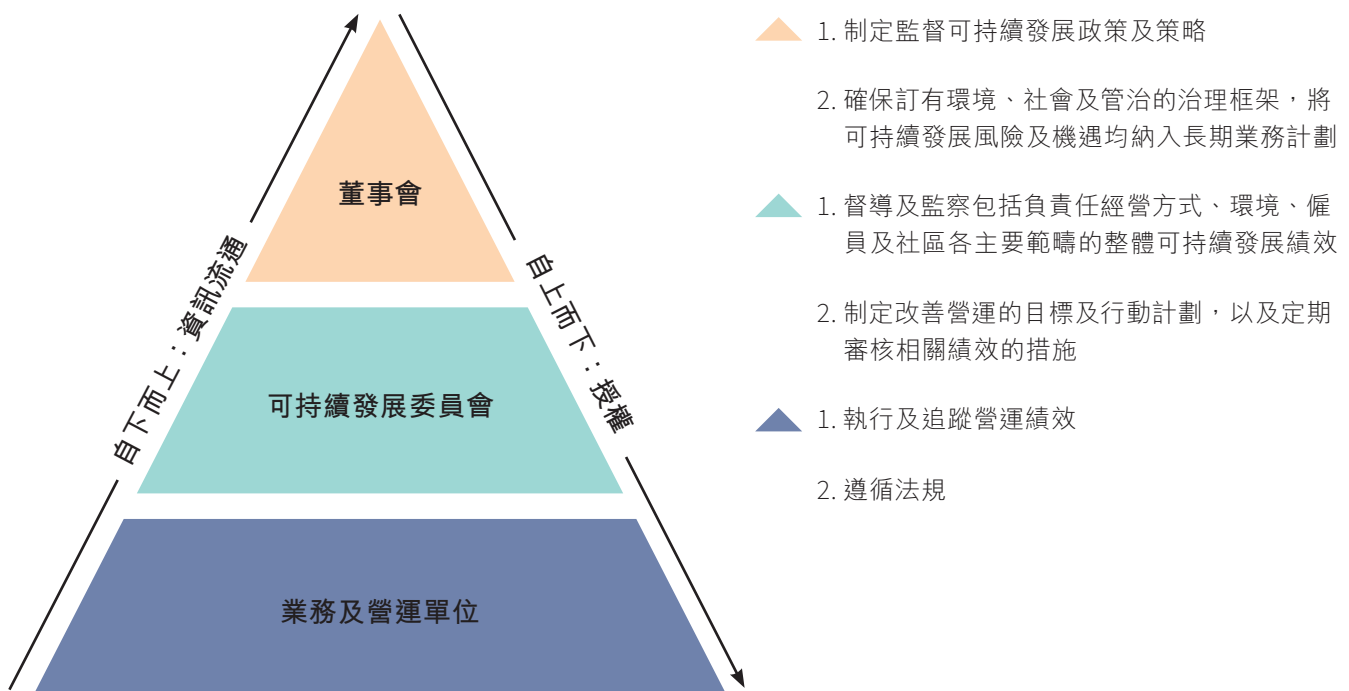 董事會
可持續發展委員會
業務及營運單位
自下而上：資訊流通
自上而下：授權
1. 制定監督可持續發展政策及策略
2. 確保訂有環境、社會及管治的治理框架，將
可持續發展風險及機遇均納入長期業務計劃
1. 督導及監察包括負責任經營方式、環境、僱
員及社區各主要範疇的整體可持續發展績效
2. 制定改善營運的目標及行動計劃，以及定期
審核相關績效的措施
1. 執行及追蹤營運績效
2. 遵循法規